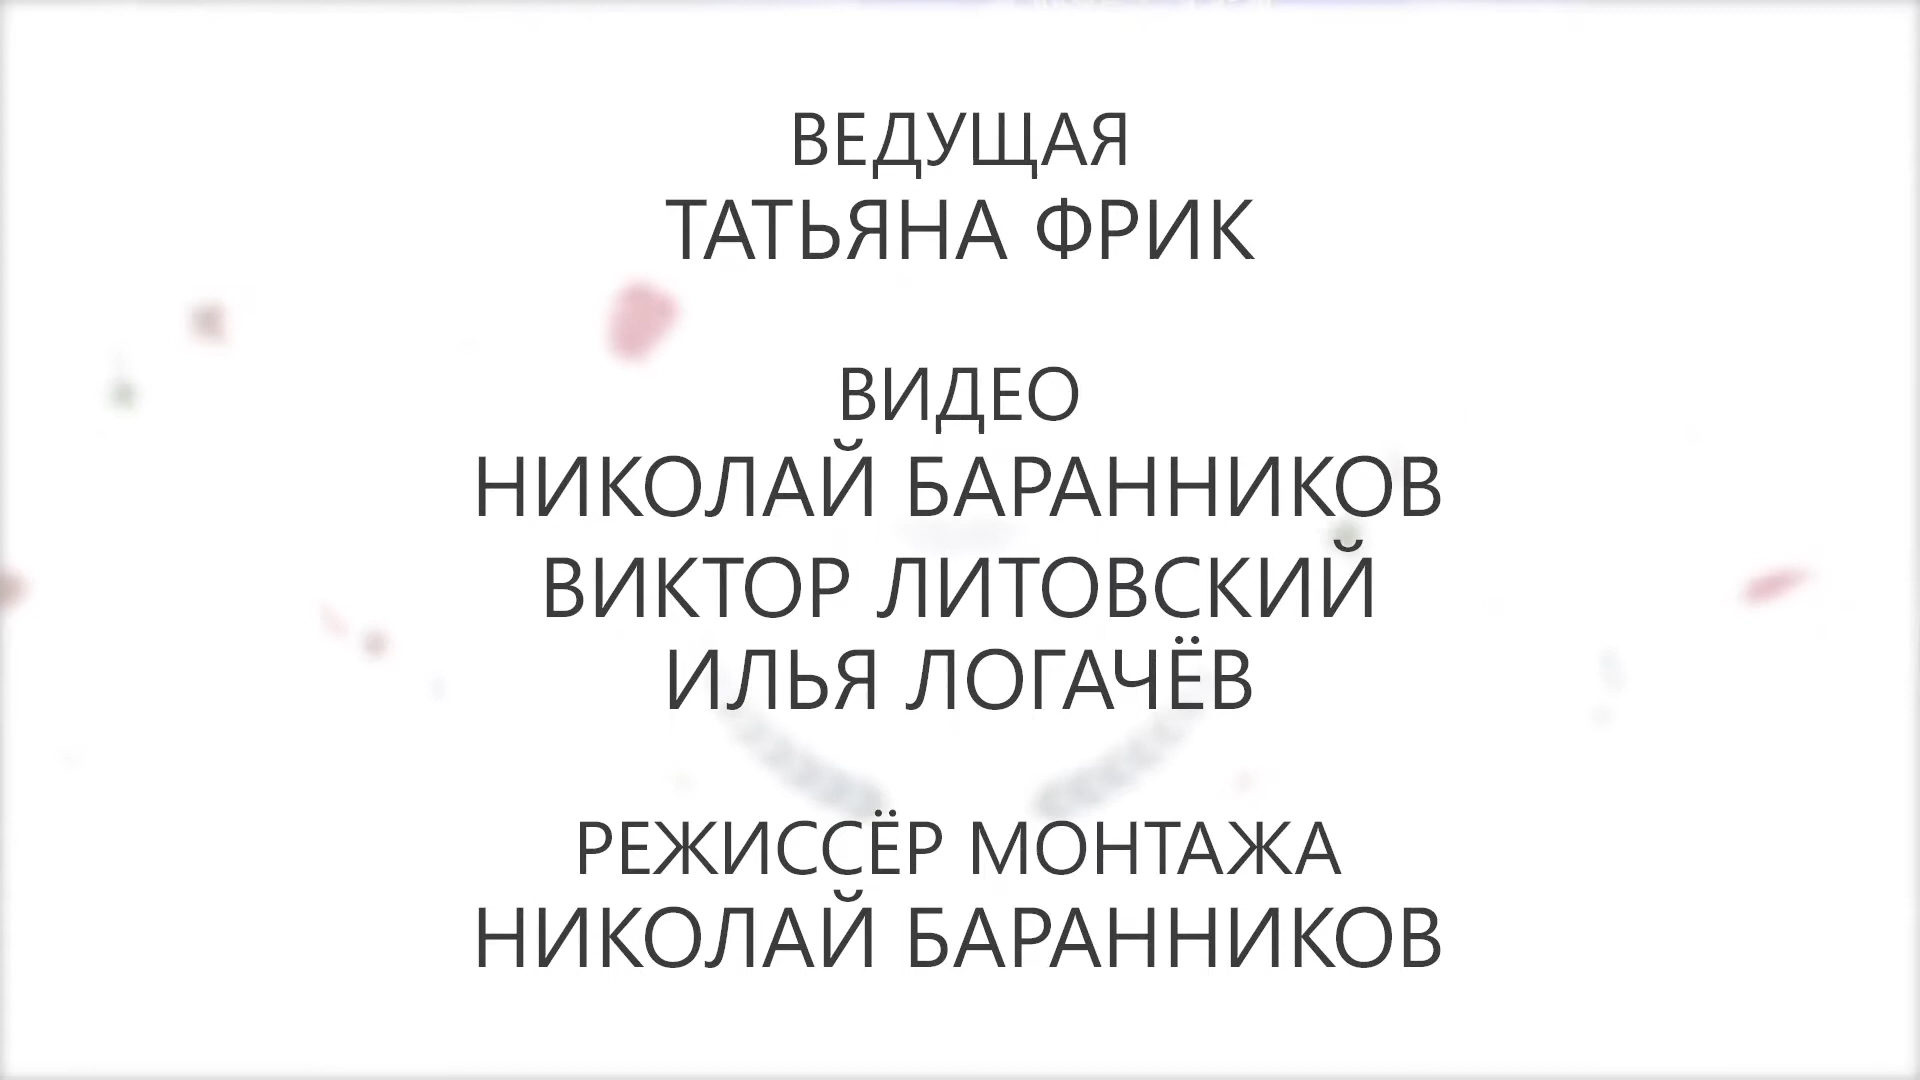 ВЕДУЩАЯ
ТАТЬЯНА ФРИК
ВИДЕО
НИКОЛАЙ БАРАННИКОВ
ВИКТОР ЛИТОВСКИЙ
ИЛЬЯ ЛОГАЧЁВ
РЕЖИССЁР МОНТАЖА
НИКОЛАЙ БАРАННИКОВ